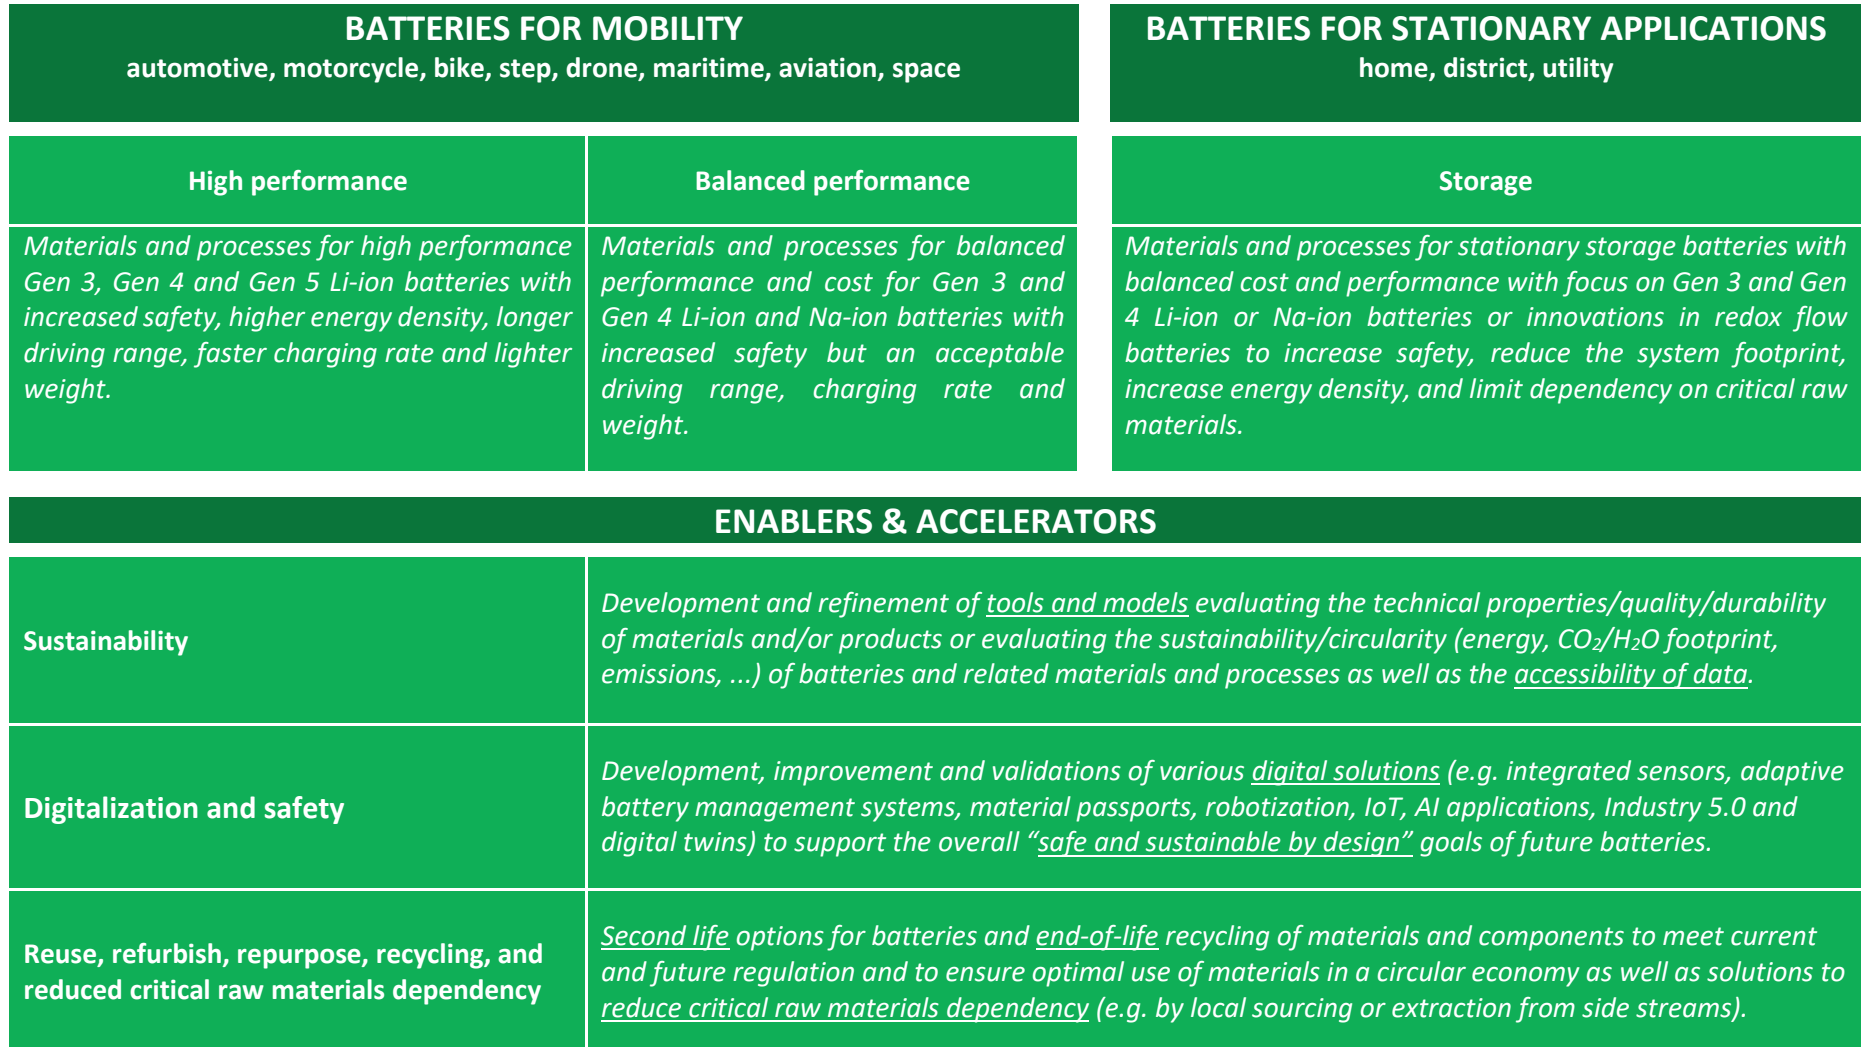 BATTERIES FOR MOBILITY
automotive, motorcycle, bike, step, drone, maritime, aviation, space
BATTERIES FOR STATIONARY APPLICATIONS
home, district, utility
High performance
Balanced performance
Storage
Materials and processes for high performance
Gen 3, Gen 4 and Gen 5 Li-ion batteries with
increased safety, higher energy density, longer
driving range, faster charging rate and lighter
weight.
Materials and processes for balanced
performance and cost for Gen 3 and
Gen 4 Li-ion and Na-ion batteries with
increased safety but an acceptable
driving range, charging rate and
weight.
Materials and processes for stationary storage batteries with
balanced cost and performance with focus on Gen 3 and Gen
4 Li-ion or Na-ion batteries or innovations in redox flow
batteries to increase safety, reduce the system footprint,
increase energy density, and limit dependency on critical raw
materials.
ENABLERS & ACCELERATORS
Sustainability
Development and refinement of tools and models evaluating the technical properties/quality/durability
of materials and/or products or evaluating the sustainability/circularity (energy, CO₂/H₂O footprint,
emissions, ...) of batteries and related materials and processes as well as the accessibility of data.
Digitalization and safety
Development, improvement and validations of various digital solutions (e.g. integrated sensors, adaptive
battery management systems, material passports, robotization, IoT, AI applications, Industry 5.0 and
digital twins) to support the overall “safe and sustainable by design” goals of future batteries.
Reuse, refurbish, repurpose, recycling, and
reduced critical raw materials dependency
Second life options for batteries and end-of-life recycling of materials and components to meet current
and future regulation and to ensure optimal use of materials in a circular economy as well as solutions to
reduce critical raw materials dependency (e.g. by local sourcing or extraction from side streams).